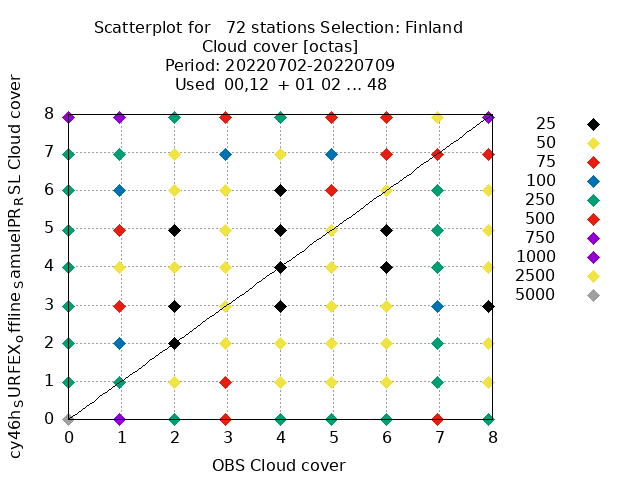 Scatterplot for 72 stations Selection: Finland
Cloud cover [octas]
Period: 20220702-20220709
Used 00,12 + 01 02 ... 48
cy46h_SURFEX_offline_samuelPR_RSL Cloud cover
8
7
6
5
4
3
2
1
0
0 1 2 3 4 5 6 7 8
OBS Cloud cover
25
50
75
100
250
500
750
1000
2500
5000